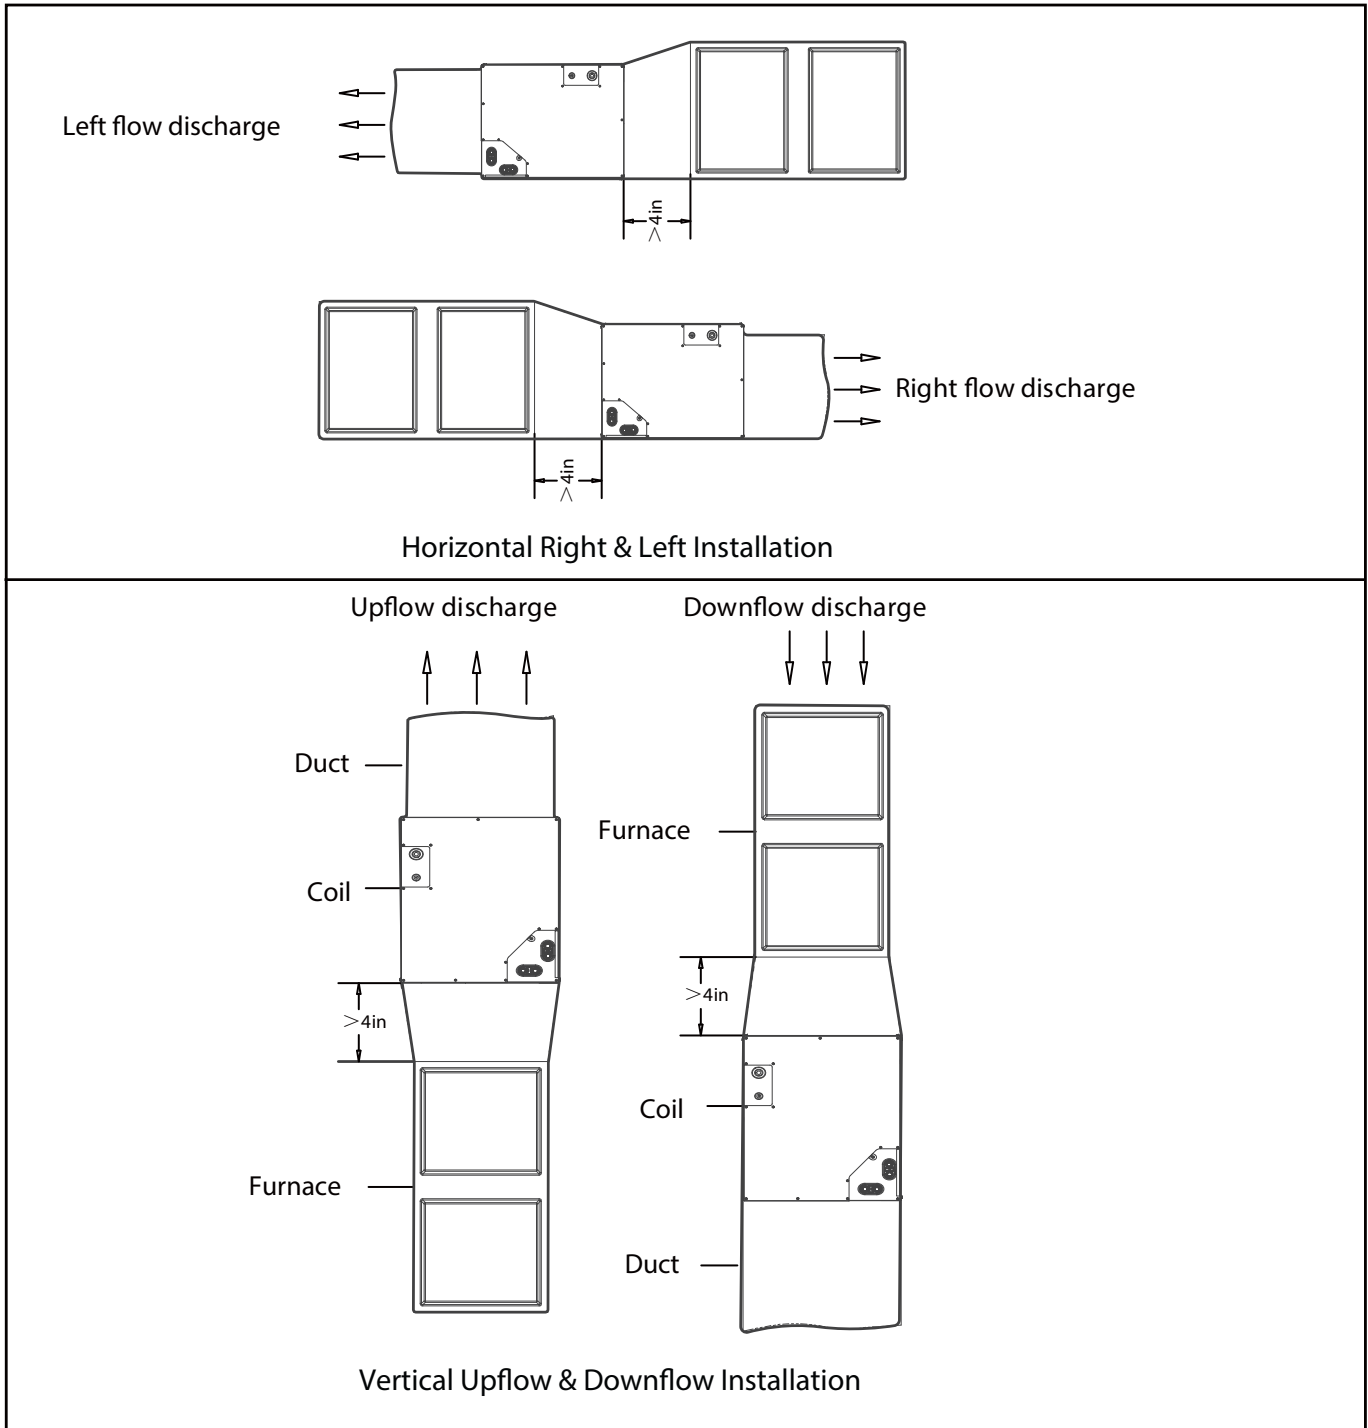 Left flow discharge
>4in
Right flow discharge
>4in
Horizontal Right & Left Installation
Upflow discharge
Downflow discharge
Duct
Furnace
Coil
>4in
>4in
Coil
Furnace
Duct
Vertical Upflow & Downflow Installation